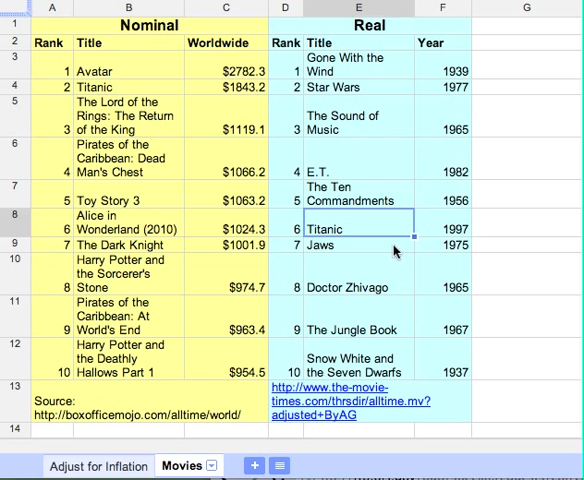 A B C D E F G
1 Nominal Real
2 Rank Title Worldwide Rank Title Year
3 Gone With the
1 Avatar $2782.3 1 Wind 1939
4 2 Titanic $1843.2 2 Star Wars 1977
5 The Lord of the
Rings: The Return The Sound of
3 of the King $1119.1 3 Music 1965
6 Pirates of the
Caribbean: Dead
4 Man's Chest $1066.2 4 E.T. 1982
7 The Ten
5 Toy Story 3 $1063.2 5 Commandments 1956
8 Alice in
6 Wonderland (2010) $1024.3 6 Titanic 1997
9 7 The Dark Knight $1001.9 7 Jaws 1975
10 Harry Potter and
the Sorcerer's
8 Stone $974.7 8 Doctor Zhivago 1965
11 Pirates of the
Caribbean: At
9 World's End $963.4 9 The Jungle Book 1967
12 Harry Potter and
the Deathly Snow White and
10 Hallows Part 1 $954.5 10 the Seven Dwarfs 1937
13 http://www.the-movie-
Source: times.com/thrsdir/alltime.mv?
http://boxofficemojo.com/alltime/world/ adjusted+ByAG
14
Adjust for Inflation Movies